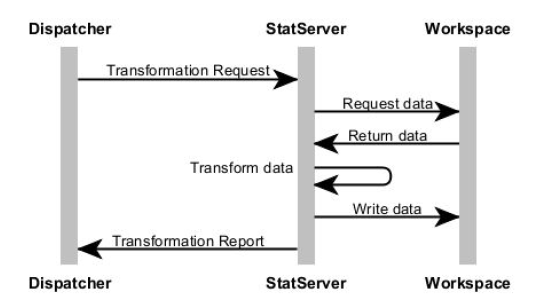 Dispatcher StatServer Workspace
Transformation Request
Request data
Return data
Transform data
Write data
Transformation Report
Dispatcher StatServer Workspace